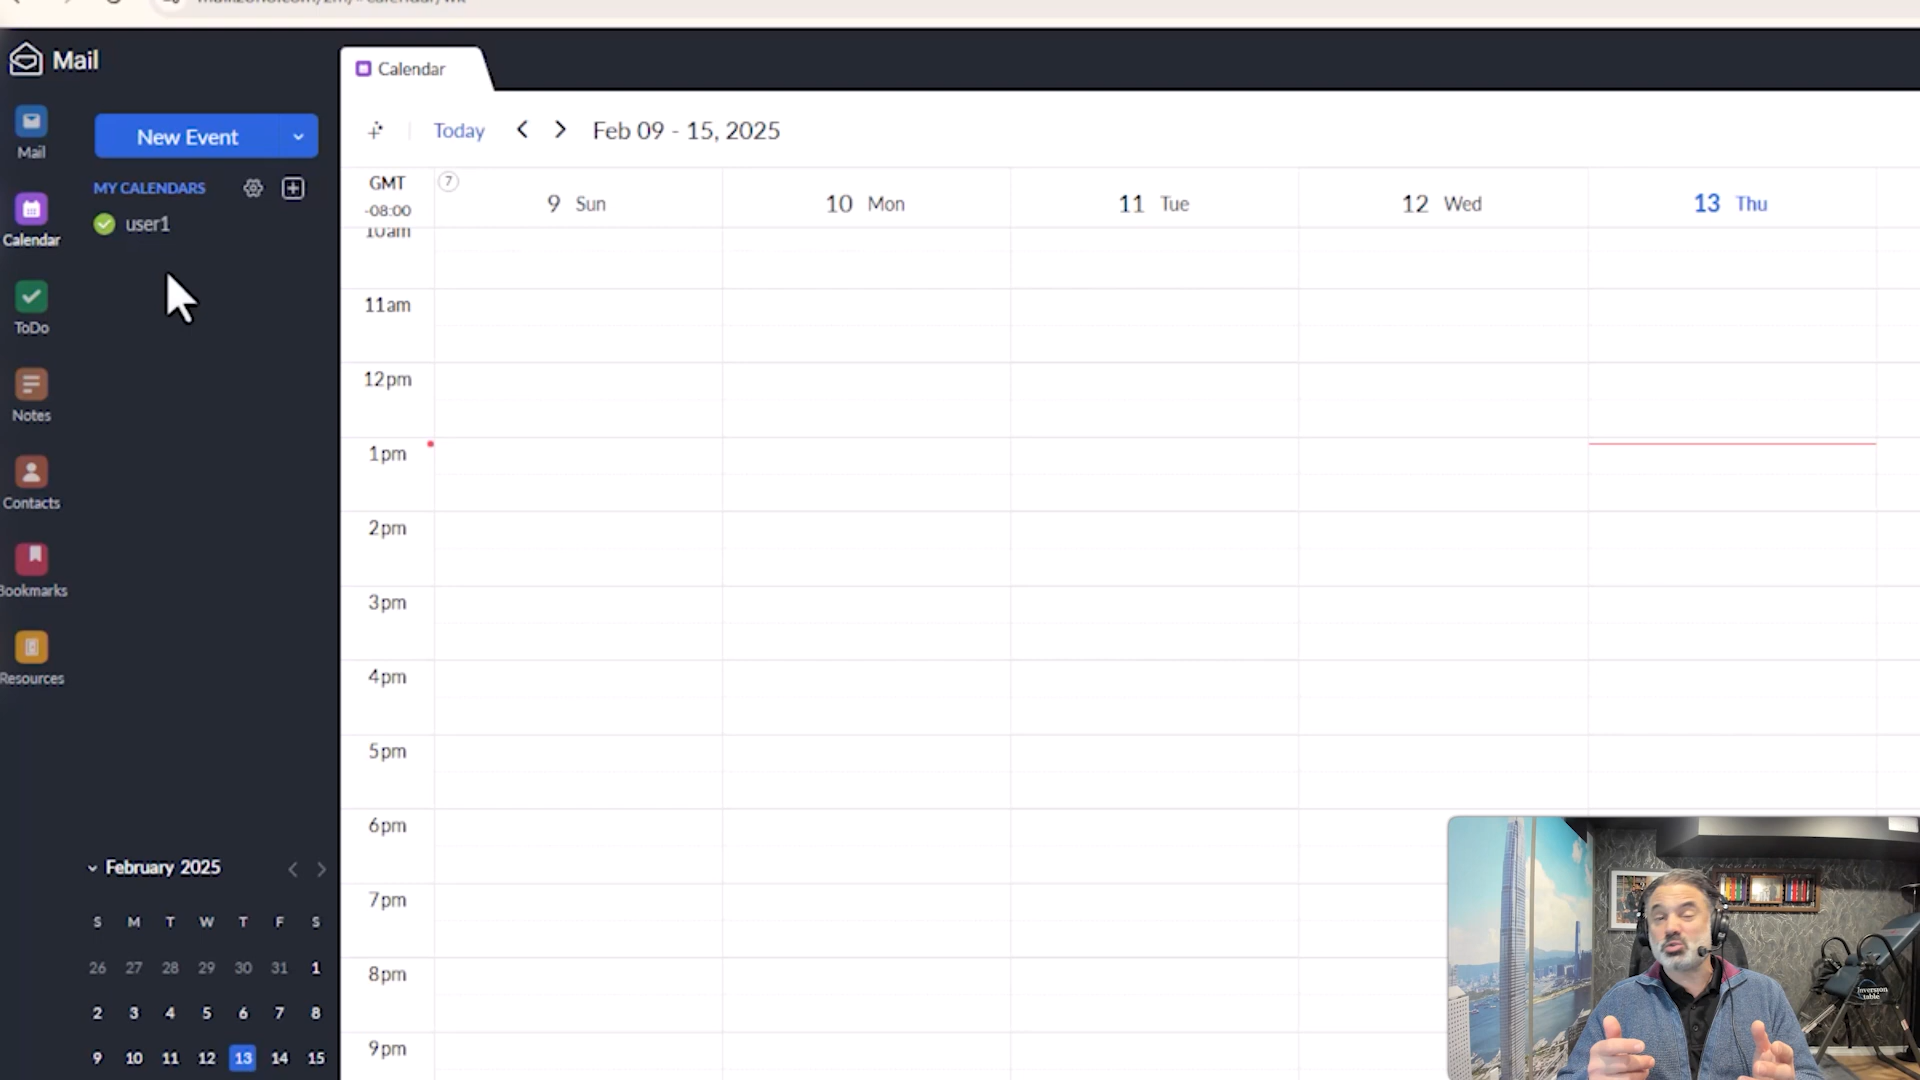 Mail
Calendar
New Event
Today
Feb 09 - 15, 2025
Mail
MY CALENDARS
GMT
7
9 Sun
10 Mon
11 Tue
12 Wed
13 Thu
-08:00
Calendar
user1
10am
11am
ToDo
12pm
Notes
1pm
Contacts
2pm
Bookmarks
3pm
Resources
4pm
5pm
6pm
February 2025
7pm
S M T W T F S
26 27 28 29 30 31 1
8pm
2 3 4 5 6 7 8
9pm
9 10 11 12 13 14 15
Inversion
table